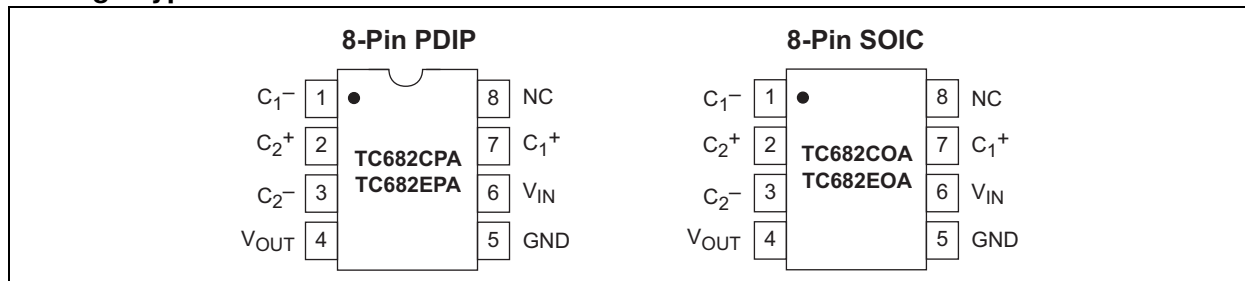 8-Pin PDIP
C1– 1 8 NC
C2+ 2 7 C1+
TC682CPA
TC682EPA
C2– 3 6 VIN
VOUT 4 5 GND
8-Pin SOIC
C1– 1 8 NC
C2+ 2 7 C1+
TC682COA
TC682EOA
C2– 3 6 VIN
VOUT 4 5 GND